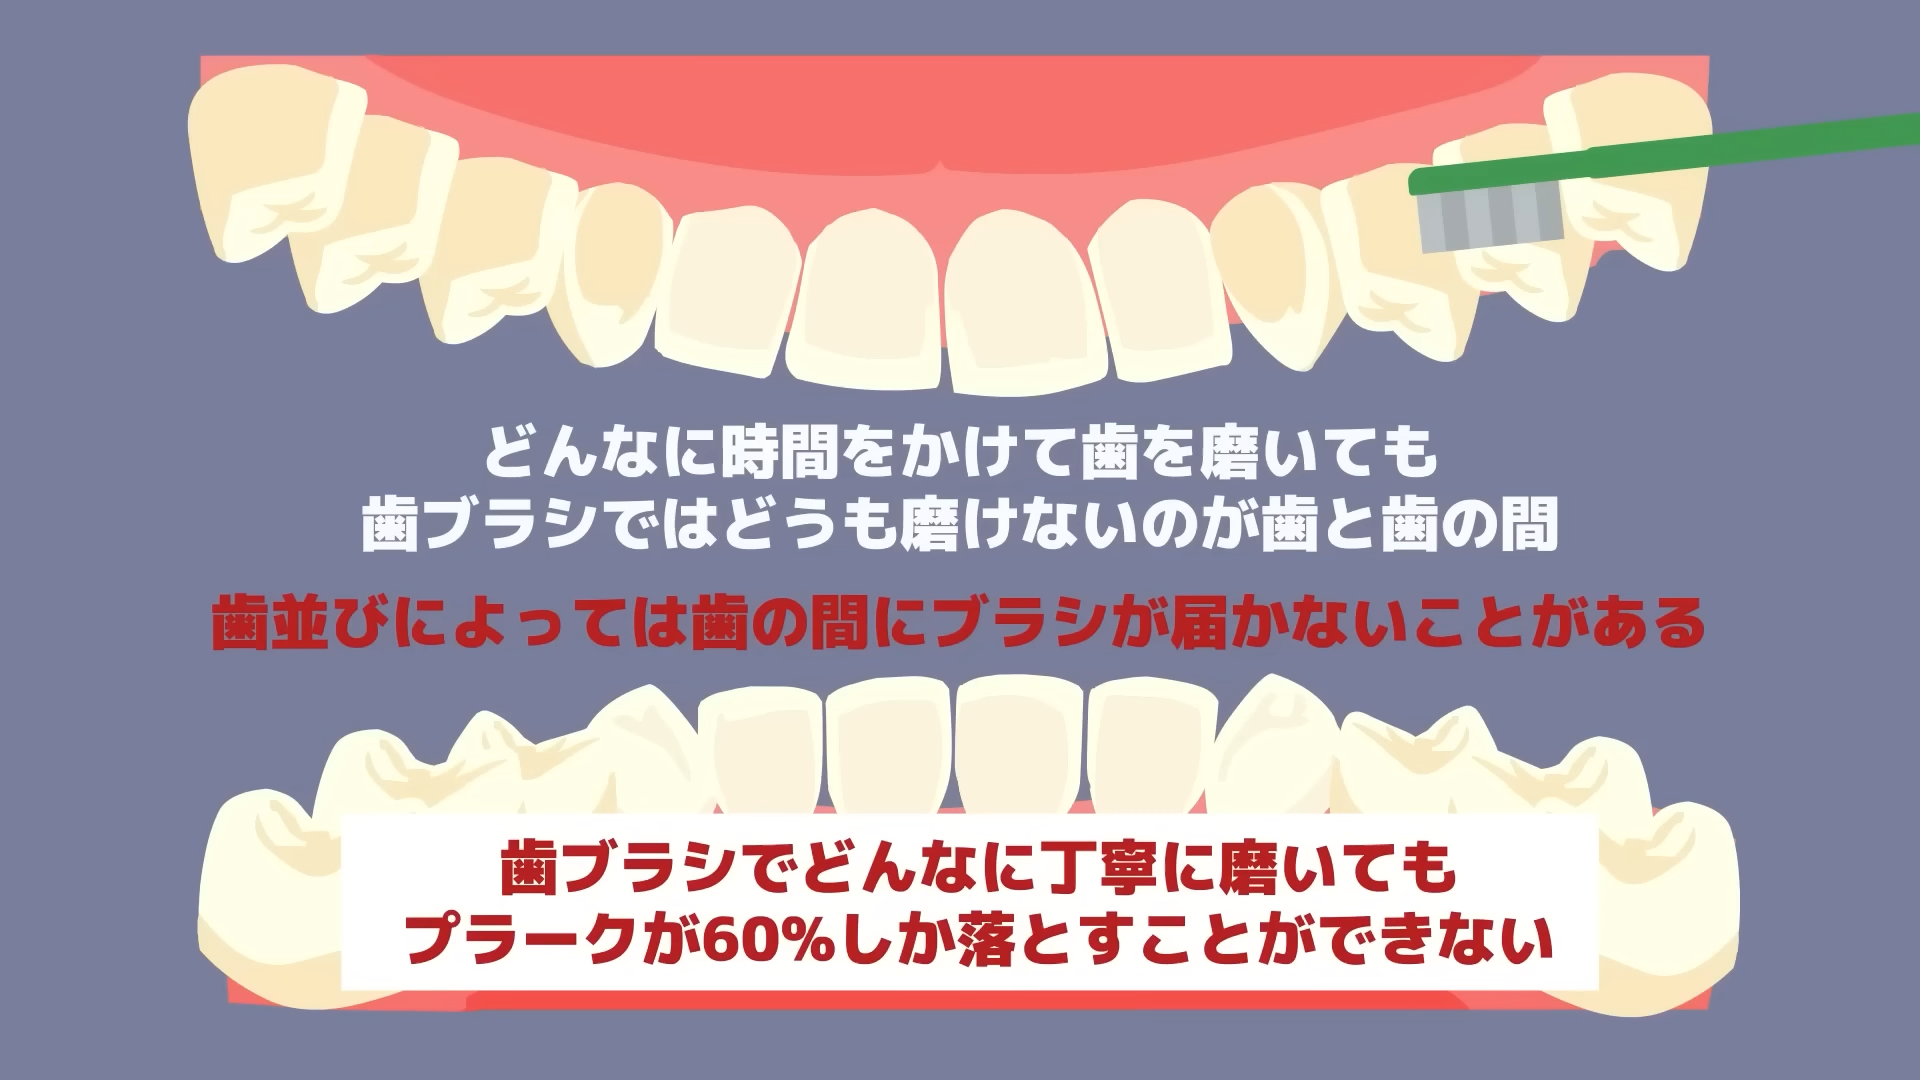 どんなに時間をかけて歯を磨いても
歯ブラシではどうも磨けないのが歯と歯の間
歯並びによっては歯の間にブラシが届かないことがある
歯ブラシでどんなに丁寧に磨いても
プラークが60%しか落とすことができない